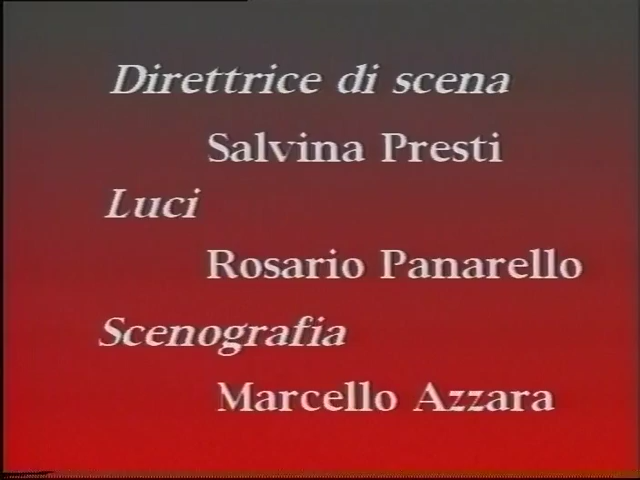 Direttrice di scena
Salvina Presti
Luci
Rosario Panarello
Scenografia
Marcello Azzara